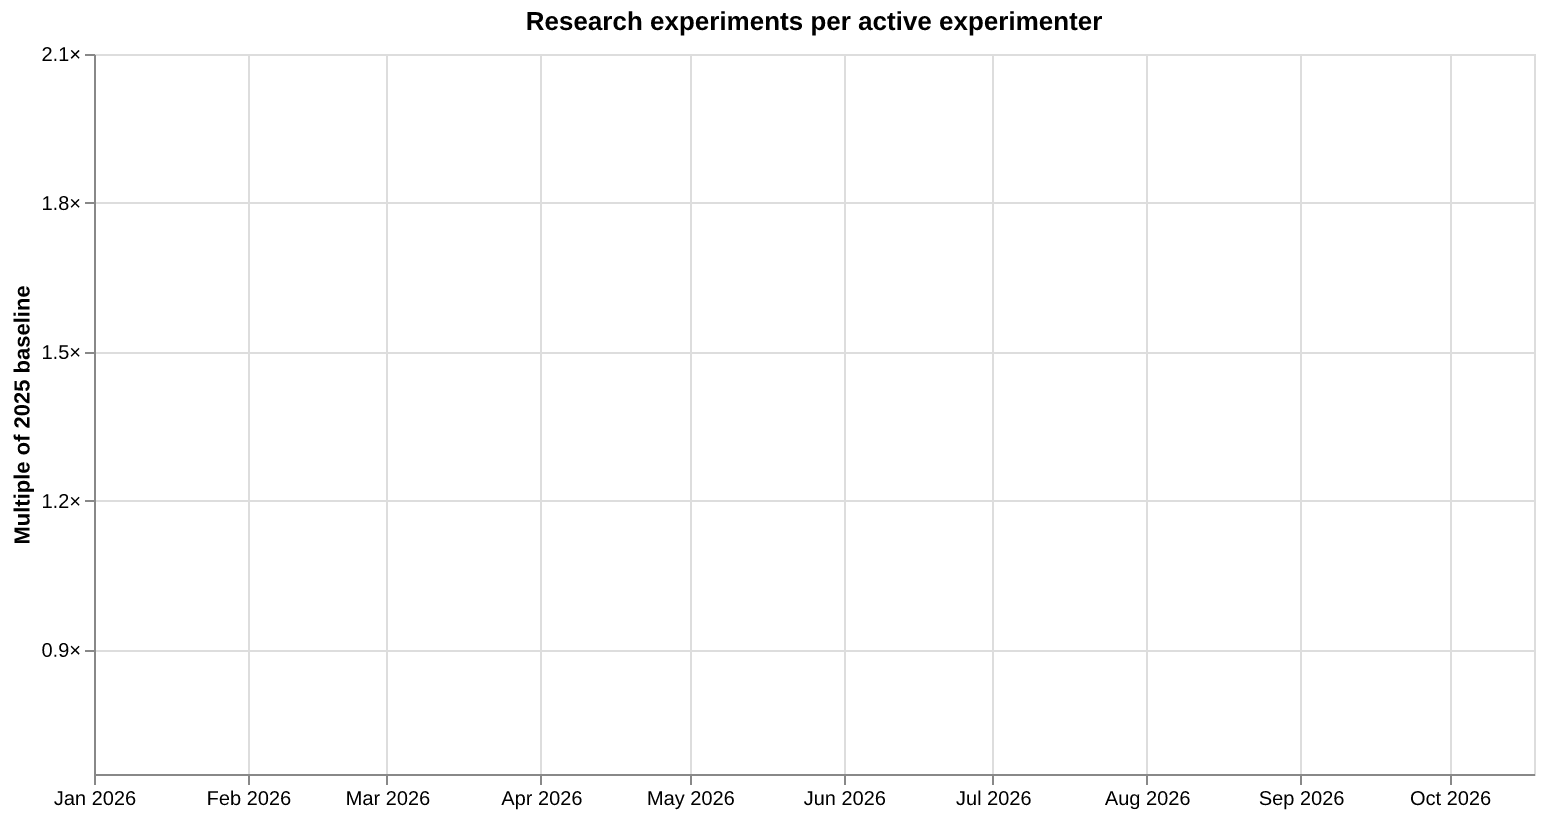 Research experiments per active experimenter
Multiple of 2025 baseline
2.1×
1.8×
1.5×
1.2×
0.9×
Jan 2026
Feb 2026
Mar 2026
Apr 2026
May 2026
Jun 2026
Jul 2026
Aug 2026
Sep 2026
Oct 2026